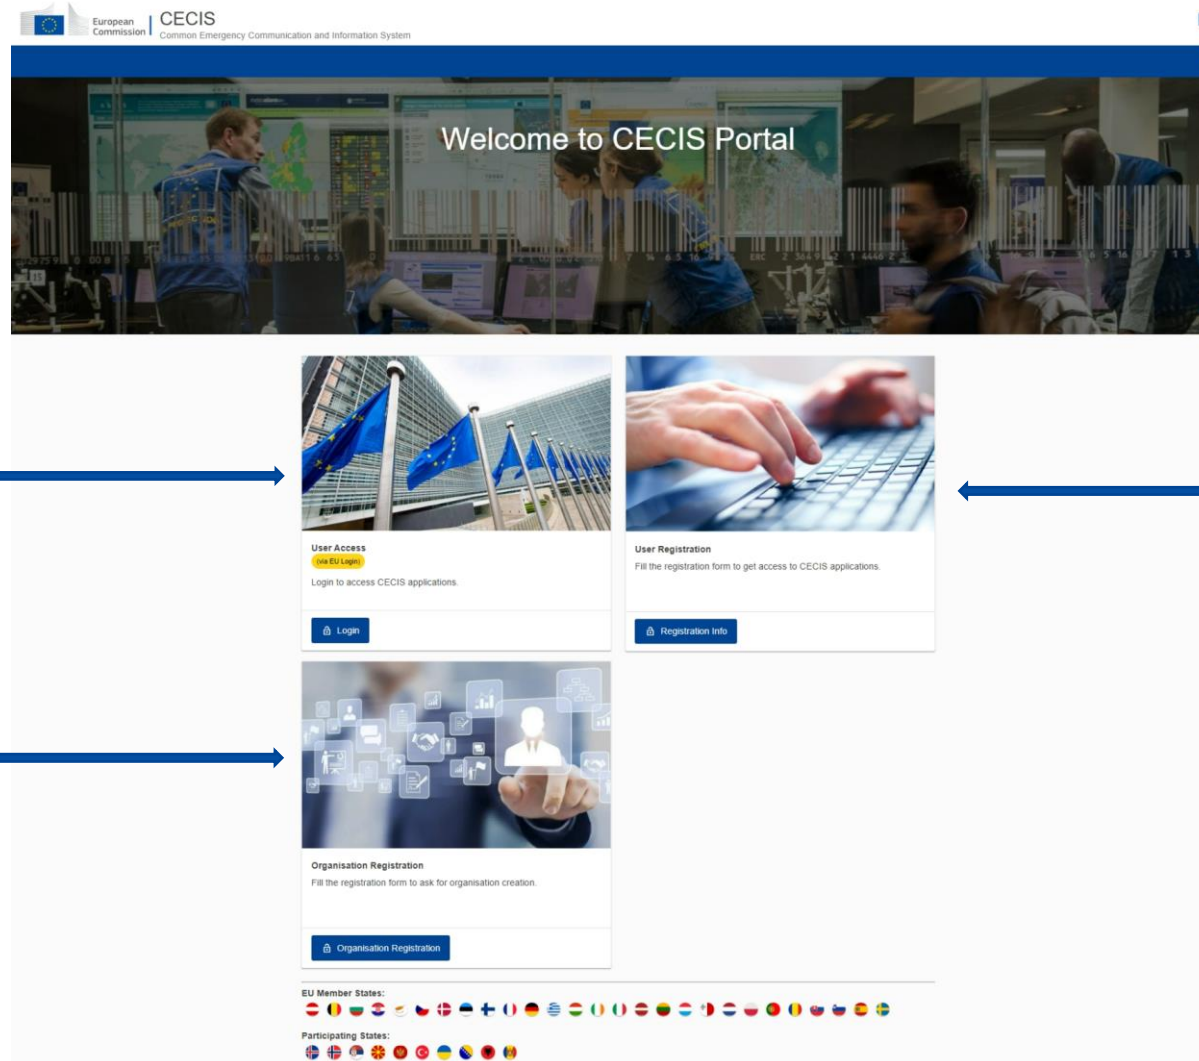 European
Commission
CECIS
Common Emergency Communication and Information System
Welcome to CECIS Portal
15
ERC
User Access
(via EU Login)
Login to access CECIS applications.
Login
User Registration
Fill the registration form to get access to CECIS applications.
Registration Info
Organisation Registration
Fill the registration form to ask for organisation creation.
Organisation Registration
EU Member States:
Participating States: